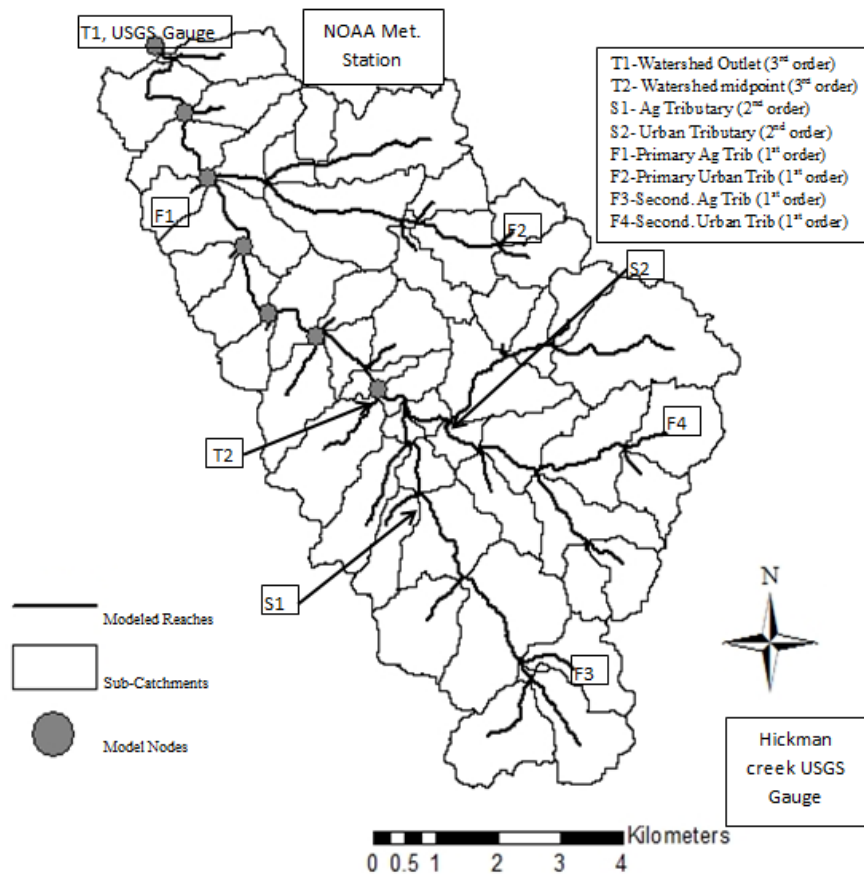 T1, USGS Gauge
NOAA Met.
Station
T1-Watershed Outlet (3rd order)
T2- Watershed midpoint (3rd order)
S1- Ag Tributary (2nd order)
S2- Urban Tributary (2nd order)
F1-Primary Ag Trib (1st order)
F2-Primary Urban Trib (1st order)
F3-Second. Ag Trib (1st order)
F4-Second. Urban Trib (1st order)
F1
F2
S2
F4
T2
S1
F3
Modeled Reaches
Sub-Catchments
Model Nodes
N
Hickman
creek USGS
Gauge
Kilometers
0 0.5 1 2 3 4